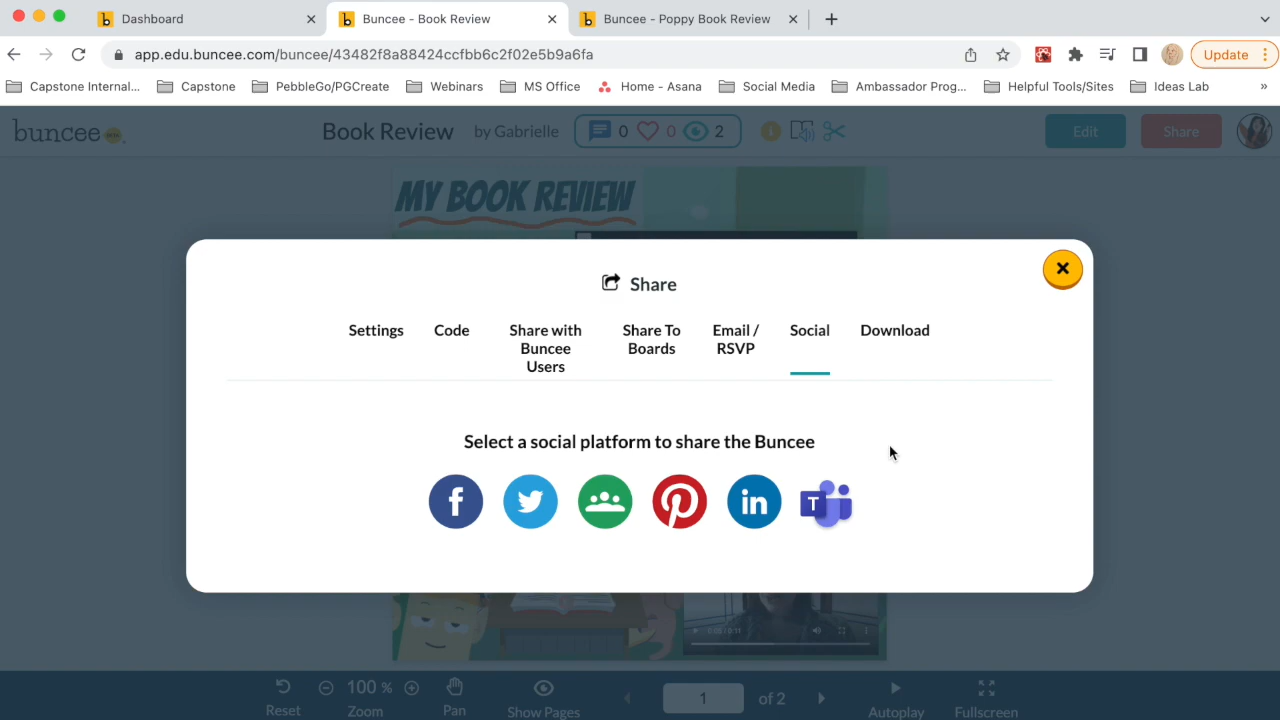 Dashboard
Buncee - Book Review
Buncee - Poppy Book Review
app.edu.buncee.com/buncee/43482f8a88424ccfbb6c2f02e5b9a6fa
Update
Capstone Internal...
Capstone
PebbleGo/PGCreate
Webinars
MS Office
Home - Asana
Social Media
Ambassador Prog...
Helpful Tools/Sites
Ideas Lab
»
buncee
Book Review
by Gabrielle
0
0
2
Edit
Share
MY BOOK REVIEW
Share
Settings
Code
Share with
Buncee
Users
Share To
Boards
Email /
RSVP
Social
Download
Select a social platform to share the Buncee
f
in
T
Reset
100 %
Zoom
Pan
Show Pages
1
of 2
Autoplay
Fullscreen